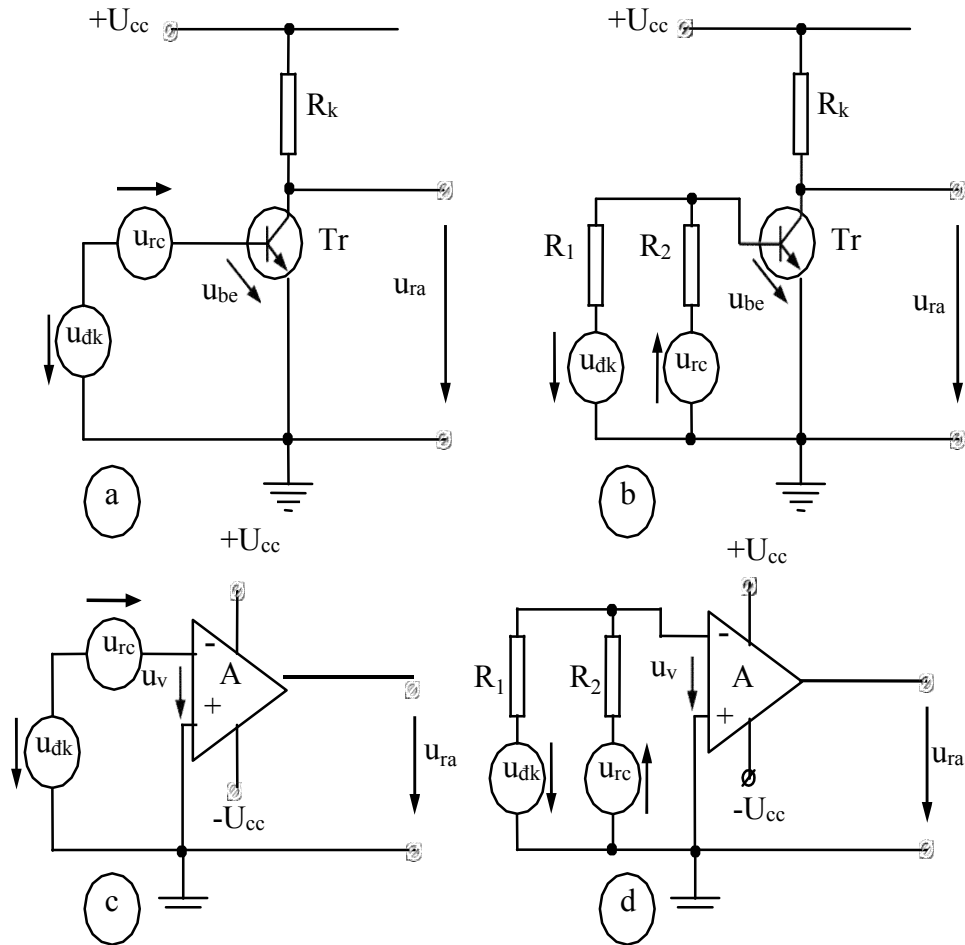 +Ucc
Rk
urc
Tr
ube
uđk
ura
a
+Ucc
Rk
R1
R2
Tr
ube
uđk
urc
ura
b
+Ucc
urc
-
uv
A
+
uđk
ura
-Ucc
c
+Ucc
-
uv
R1
R2
A
+
uđk
urc
ura
-Ucc
d